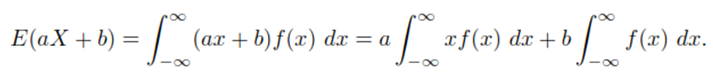 E(aX + b) = ∫_{-∞}^{∞} (ax + b)f(x) dx = a ∫_{-∞}^{∞} xf(x) dx + b ∫_{-∞}^{∞} f(x) dx.